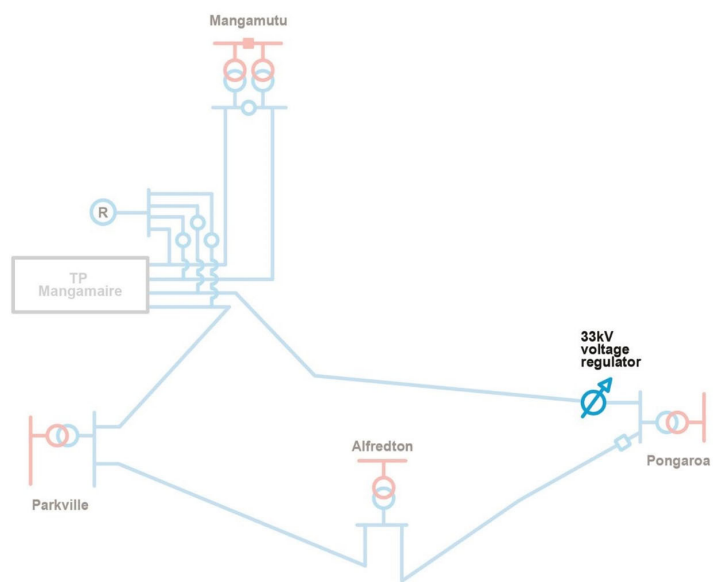 Mangamutu
R
TP
Mangamaire
33kV
voltage
regulator
Alfredton
Pongaroa
Parkville